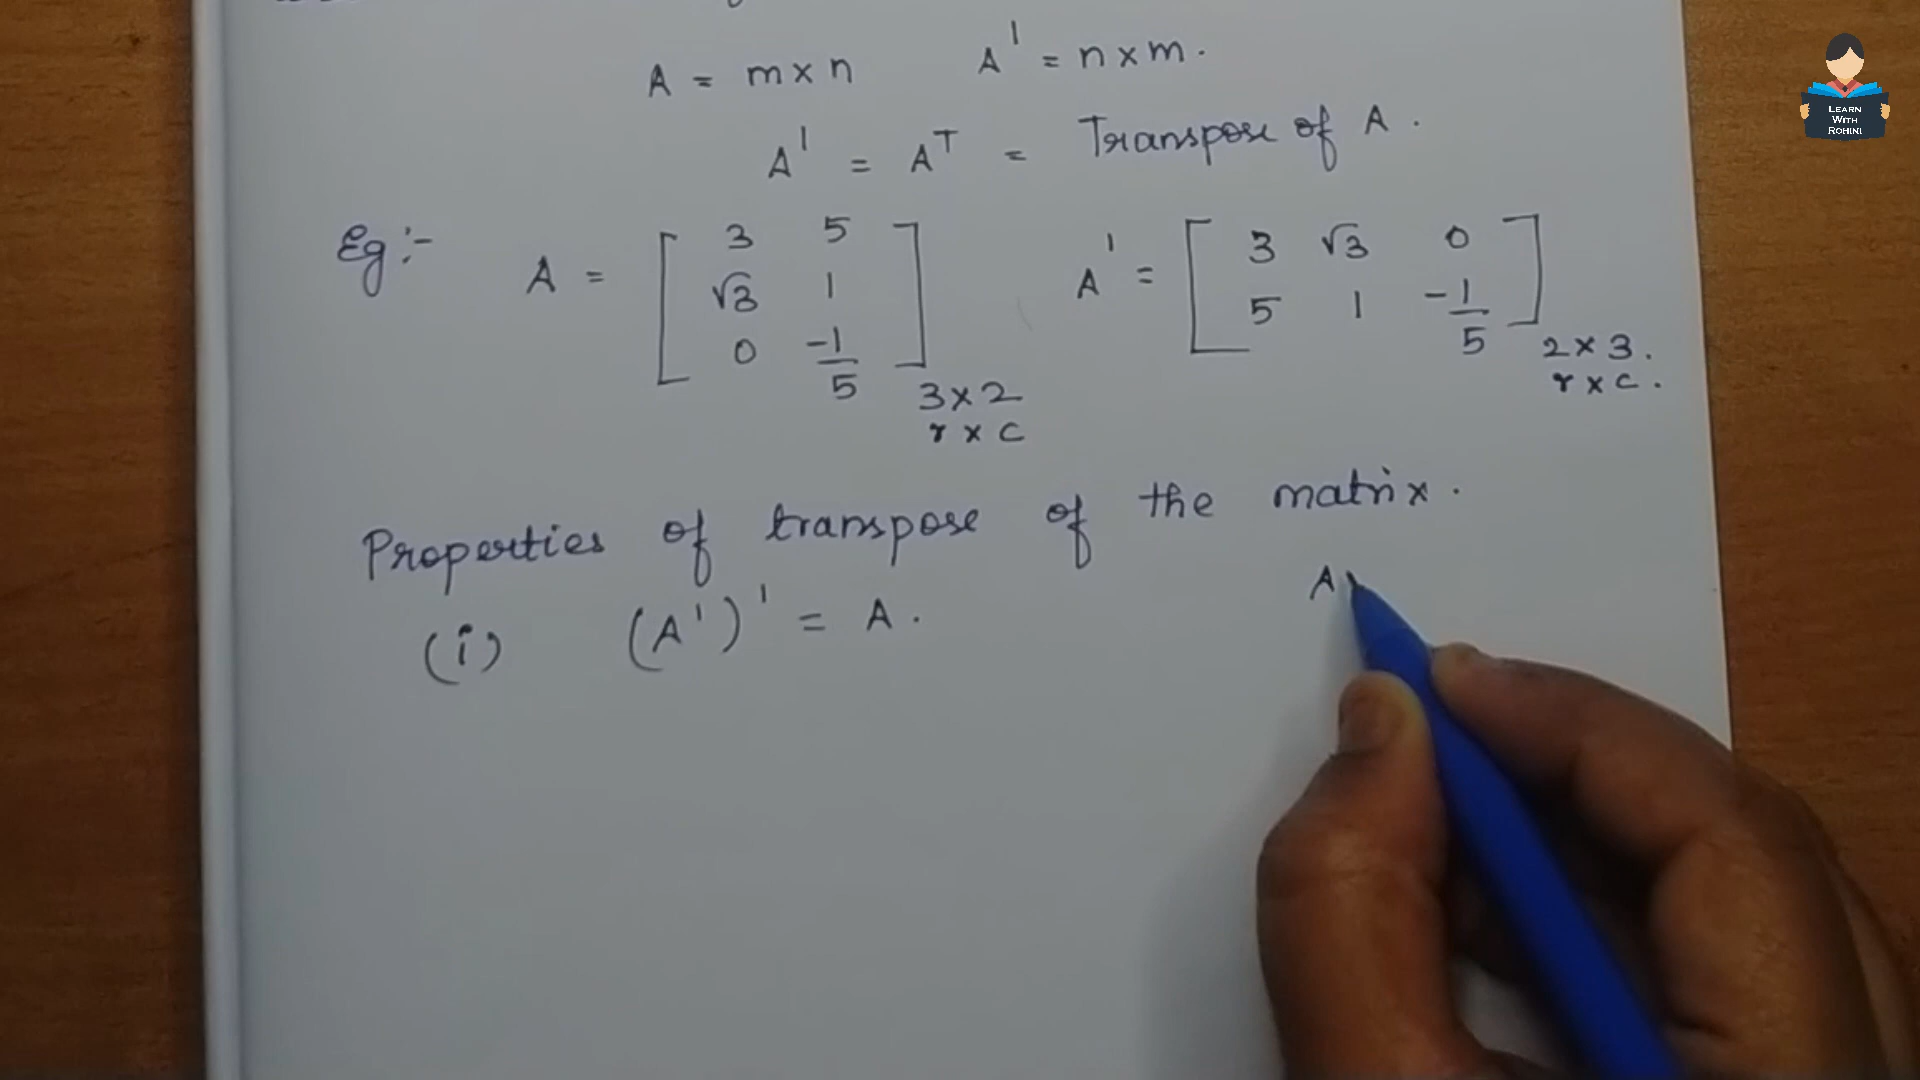 A = m x n    A' = n x m.
A' = A^T = Transpose of A.
Eg:- A = [ 3 5    A' = [ 3 √3 0 ]
√3 1    5 1 -1/5
0 -1/5 ]
3 x 2    2 x 3.
r x c    r x c.
Properties of transpose of the matrix.
(i) (A')' = A.    A
LEARN
WITH
ROHINI